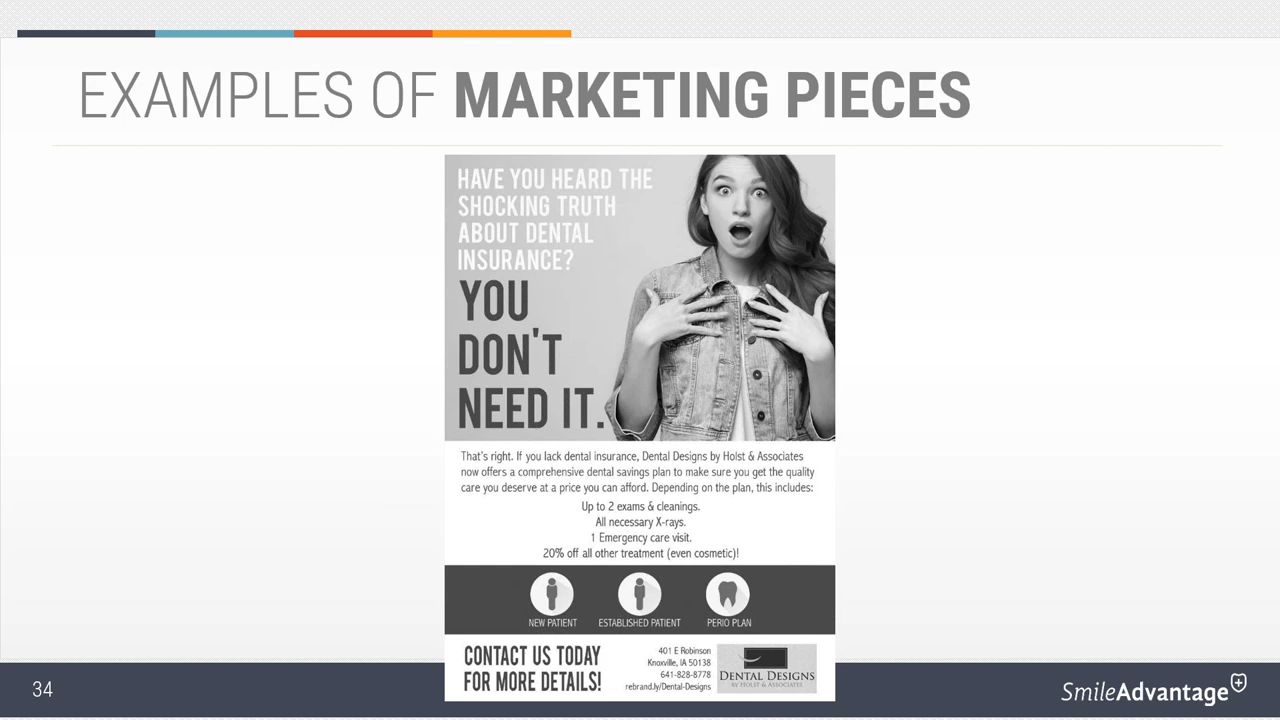 EXAMPLES OF MARKETING PIECES
HAVE YOU HEARD THE
SHOCKING TRUTH
ABOUT DENTAL
INSURANCE?
YOU
DON'T
NEED IT.
That's right. If you lack dental insurance, Dental Designs by Holst & Associates
now offers a comprehensive dental savings plan to make sure you get the quality
care you deserve at a price you can afford. Depending on the plan, this includes:
Up to 2 exams & cleanings.
All necessary X-rays.
1 Emergency care visit.
20% off all other treatment (even cosmetic)!
NEW PATIENT
ESTABLISHED PATIENT
PERIO PLAN
CONTACT US TODAY
FOR MORE DETAILS!
401 E Robinson
Knoxville, IA 50138
641-828-8778
rebrand.ly/Dental-Designs
DENTAL DESIGNS
BY HOLST & ASSOCIATES
34
SmileAdvantage